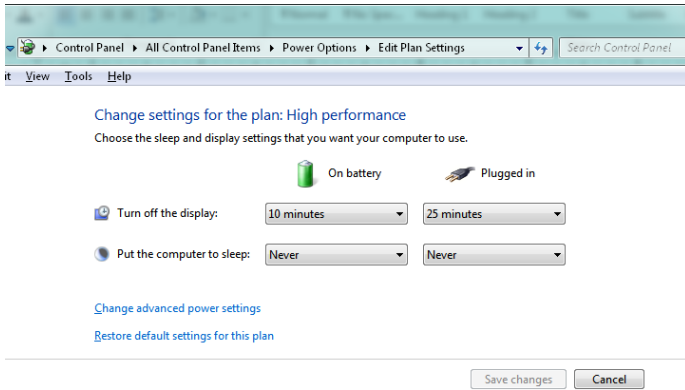 Control Panel All Control Panel Items Power Options Edit Plan Settings Search Control Panel
it View Tools Help
Change settings for the plan: High performance
Choose the sleep and display settings that you want your computer to use.
On battery Plugged in
Turn off the display: 10 minutes 25 minutes
Put the computer to sleep: Never Never
Change advanced power settings
Restore default settings for this plan
Save changes Cancel